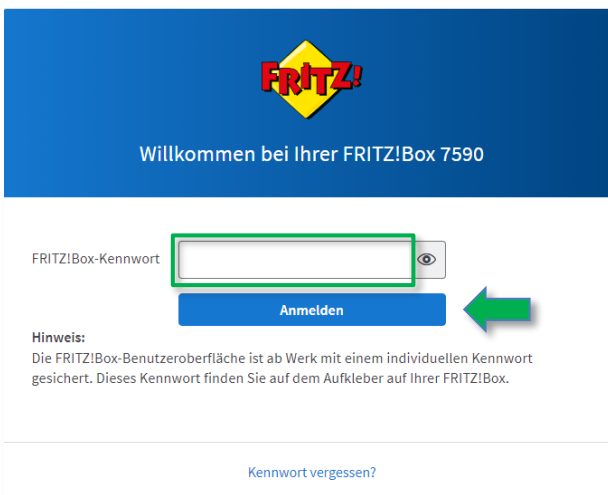 FRITZ!
Willkommen bei Ihrer FRITZ!Box 7590
FRITZ!Box-Kennwort
Anmelden
Hinweis:
Die FRITZ!Box-Benutzeroberfläche ist ab Werk mit einem individuellen Kennwort
gesichert. Dieses Kennwort finden Sie auf dem Aufkleber auf Ihrer FRITZ!Box.
Kennwort vergessen?